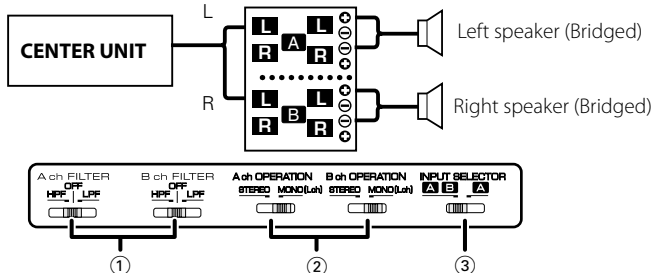 L
CENTER UNIT
L L ⊕
A ⊖
R R ⊖
⊕
Left speaker (Bridged)
R
L L ⊕
B ⊖
R R ⊖
⊕
Right speaker (Bridged)
A ch FILTER
OFF
HPF LPF
B ch FILTER
OFF
HPF LPF
A ch OPERATION
STEREO MONO(Lch)
B ch OPERATION
STEREO MONO(Lch)
INPUT SELECTOR
A B A
① ② ③